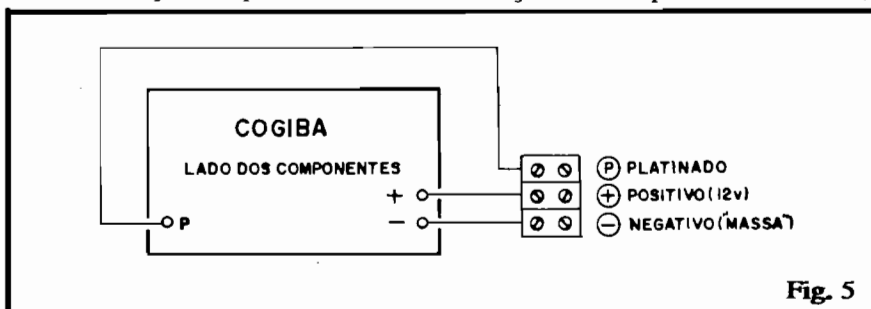 COGIBA
LADO DOS COMPONENTES
+
−
P
Ⓟ PLATINADO
⊕ POSITIVO (12v)
⊖ NEGATIVO ("MASSA")
Fig. 5